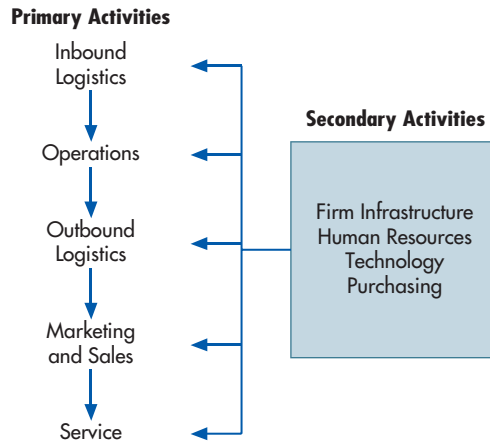 Primary Activities
Inbound
Logistics
Operations
Outbound
Logistics
Marketing
and Sales
Service
Secondary Activities
Firm Infrastructure
Human Resources
Technology
Purchasing